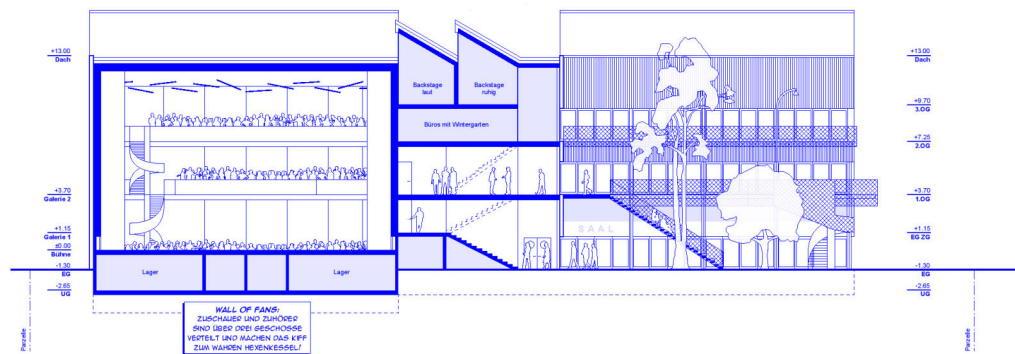 +13.00
Dach
+3.70
Galerie 2
+1.15
Galerie 1
±0.00
Bühne
-1.30
EG
-2.65
UG
Parzelle
Backstage
laut
Backstage
ruhig
Büros mit Wintergarten
Lager
Lager
SAAL
WALL OF FANS:
ZUSCHAUER UND ZUHÖRER
SIND ÜBER DREI GESCHOSSE
VERTEILT UND MACHEN DAS KIFF
ZUM WAHREN HEXENKESSEL!
+13.00
Dach
+9.70
3.OG
+7.25
2.OG
+3.70
1.OG
+1.15
EG ZG
-1.30
EG
-2.65
UG
Parzelle